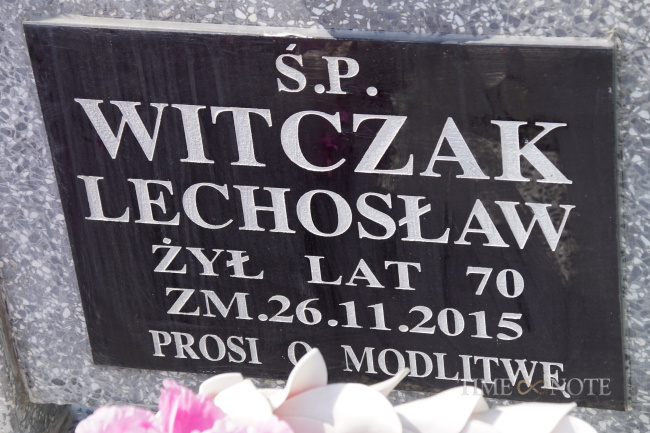 Ś.P.
WITCZAK
LECHOSŁAW
ŻYŁ LAT 70
ZM.26.11.2015
PROSI O MODLITWĘ
TIME NOTE